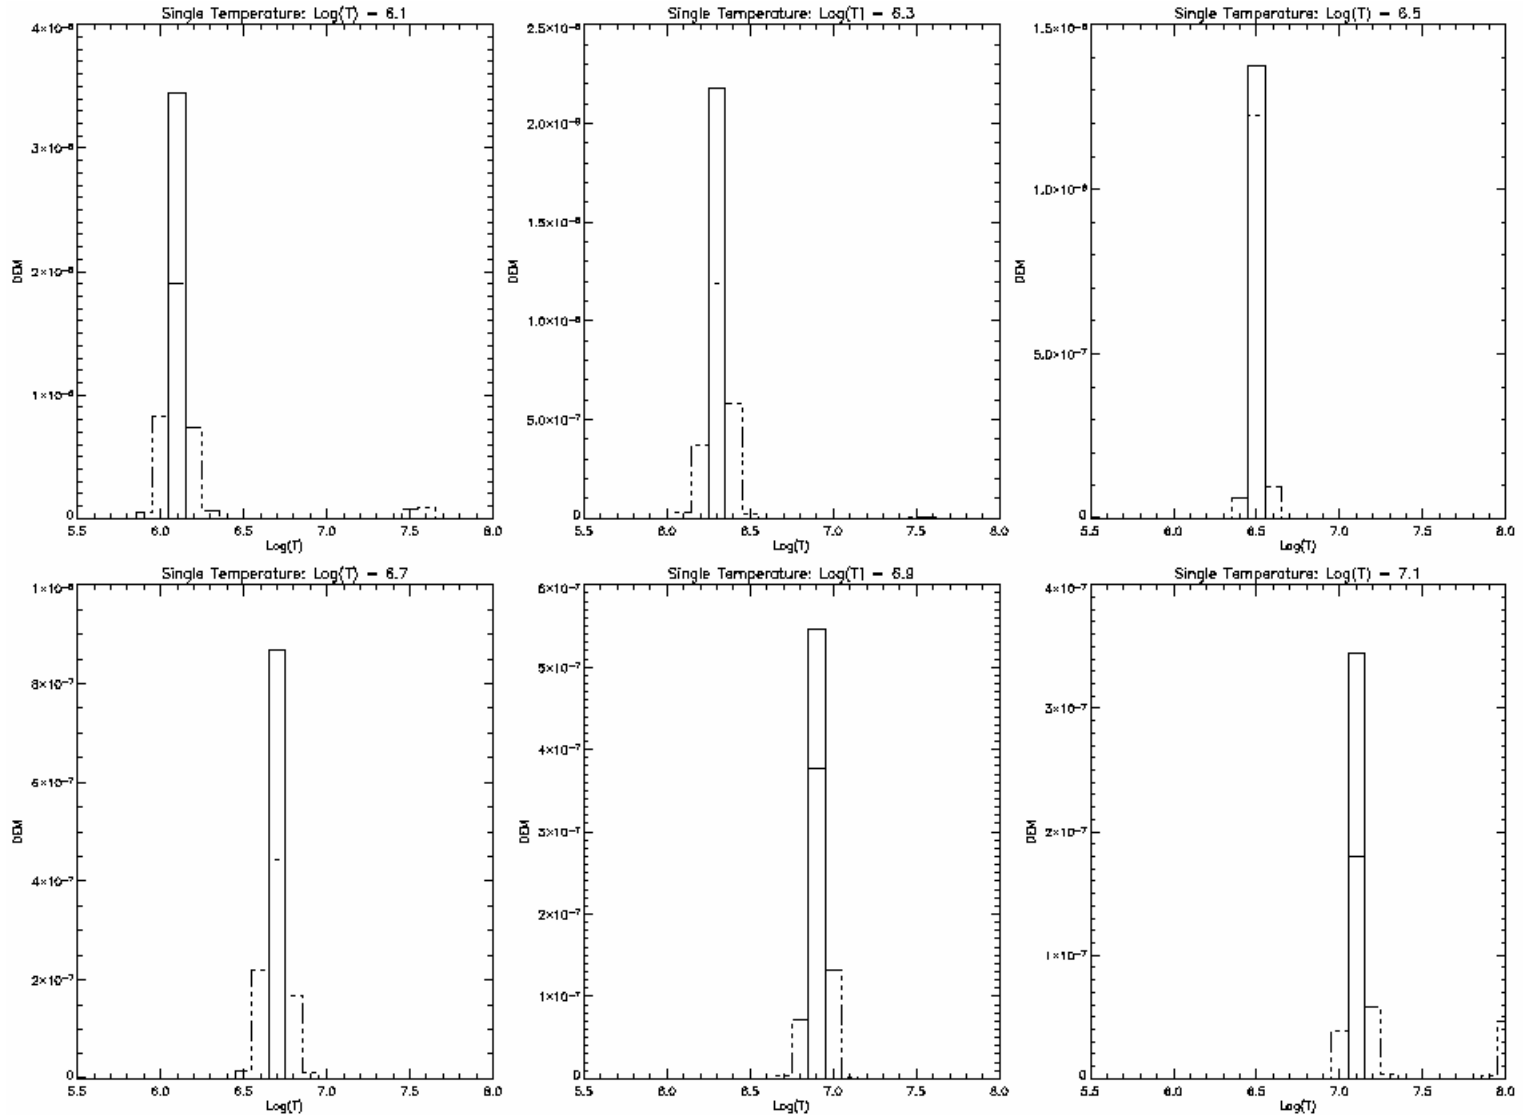 Single Temperature: Log(T) = 6.1
4×10⁻⁶
3×10⁻⁶
2×10⁻⁶
1×10⁻⁶
0
DEM
5.5 6.0 6.5 7.0 7.5 8.0
Log(T)
Single Temperature: Log(T) = 6.3
2.5×10⁻⁶
2.0×10⁻⁶
1.5×10⁻⁶
1.0×10⁻⁶
5.0×10⁻⁷
0
DEM
5.5 6.0 6.5 7.0 7.5 8.0
Log(T)
Single Temperature: Log(T) = 6.5
1.5×10⁻⁶
1.0×10⁻⁶
5.0×10⁻⁷
0
DEM
5.5 6.0 6.5 7.0 7.5 8.0
Log(T)
Single Temperature: Log(T) = 6.7
1×10⁻⁶
8×10⁻⁷
6×10⁻⁷
4×10⁻⁷
2×10⁻⁷
0
DEM
5.5 6.0 6.5 7.0 7.5 8.0
Log(T)
Single Temperature: Log(T) = 6.9
6×10⁻⁷
5×10⁻⁷
4×10⁻⁷
3×10⁻⁷
2×10⁻⁷
1×10⁻⁷
0
DEM
5.5 6.0 6.5 7.0 7.5 8.0
Log(T)
Single Temperature: Log(T) = 7.1
4×10⁻⁷
3×10⁻⁷
2×10⁻⁷
1×10⁻⁷
0
DEM
5.5 6.0 6.5 7.0 7.5 8.0
Log(T)